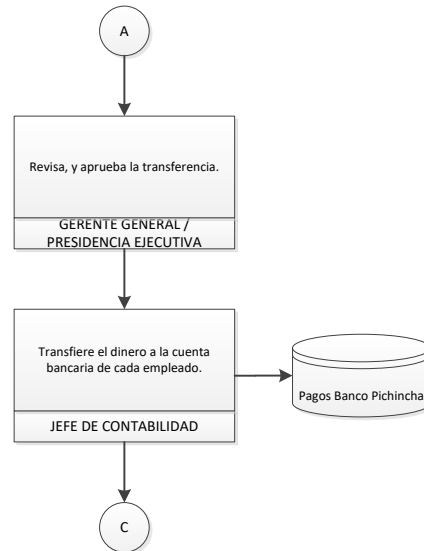 A
Revisa, y aprueba la transferencia.
GERENTE GENERAL /
PRESIDENCIA EJECUTIVA
Transfiere el dinero a la cuenta
bancaria de cada empleado.
Pagos Banco Pichincha
JEFE DE CONTABILIDAD
C